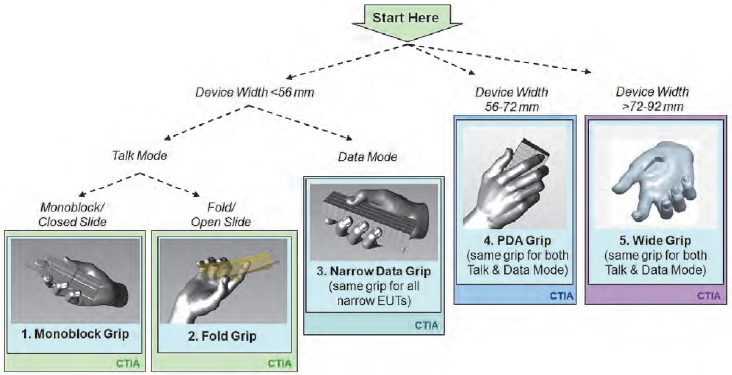 Start Here
Device Width <56 mm
Device Width
56-72 mm
Device Width
>72-92 mm
Talk Mode
Data Mode
Monoblock/
Closed Slide
Fold/
Open Slide
1. Monoblock Grip
CTIA
2. Fold Grip
CTIA
3. Narrow Data Grip
(same grip for all
narrow EUTs)
CTIA
4. PDA Grip
(same grip for both
Talk & Data Mode)
CTIA
5. Wide Grip
(same grip for both
Talk & Data Mode)
CTIA